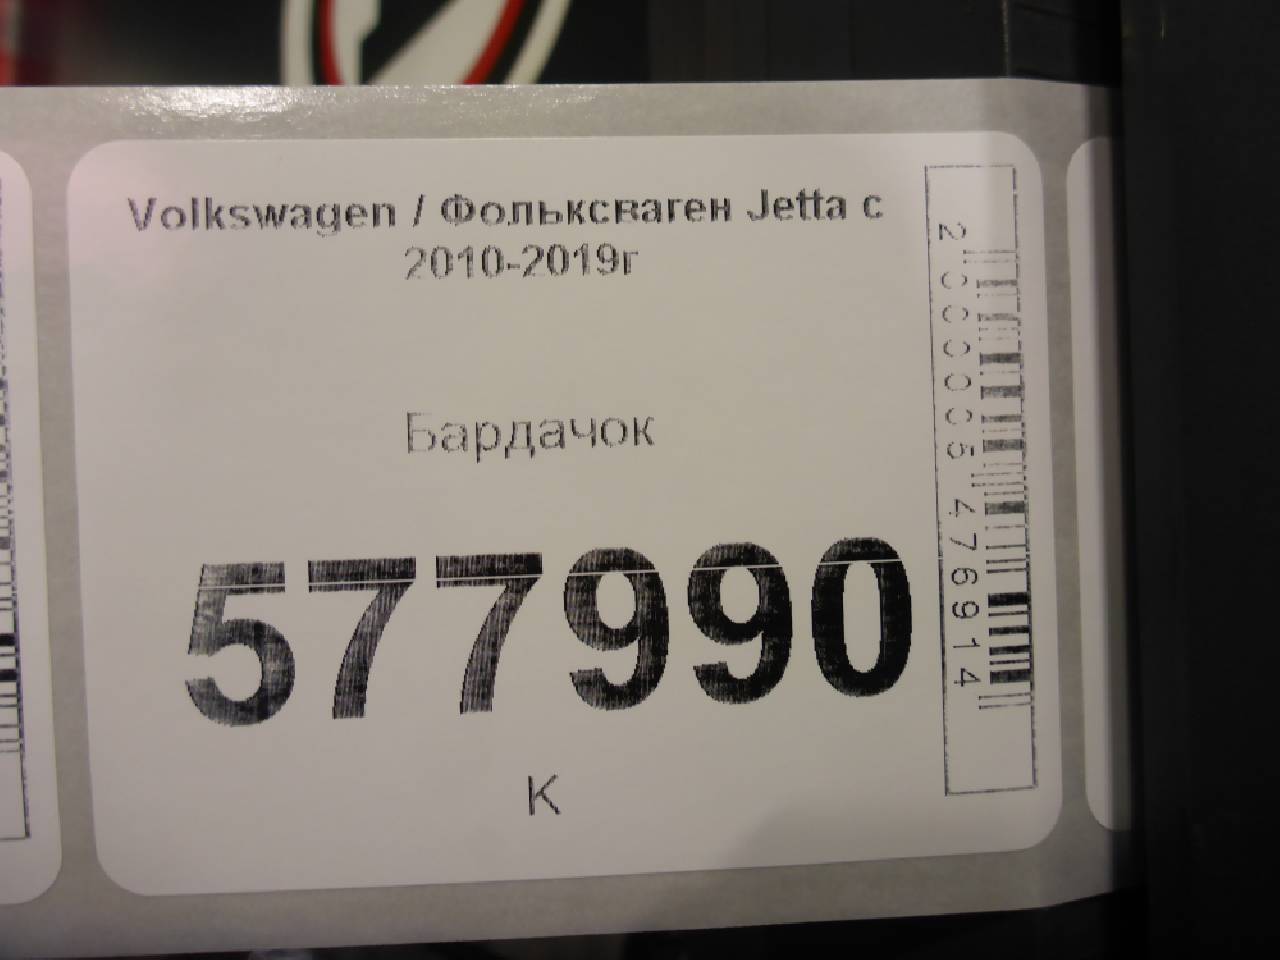 Volkswagen / Фольксваген Jetta с
2010-2019г
Бардачок
577990
К
2000005476914